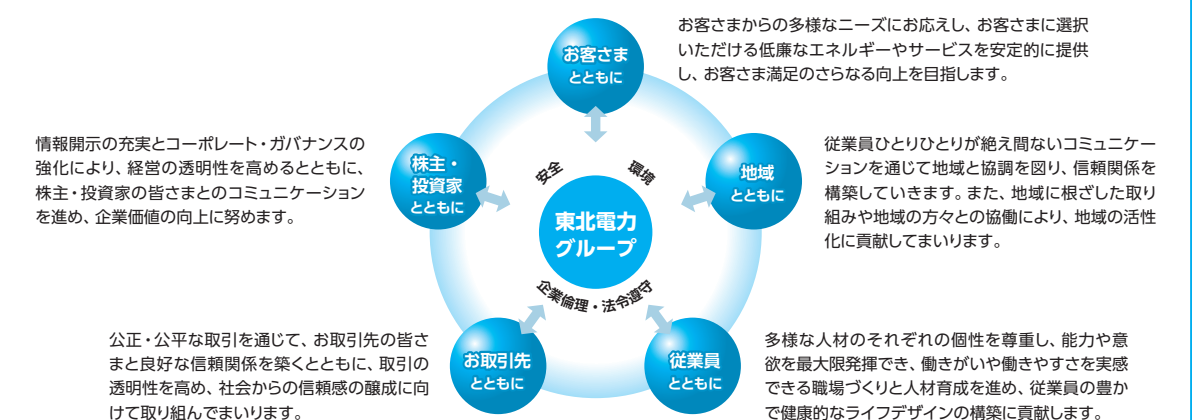 お客さまからの多様なニーズにお応えし、お客さまに選択
いただける低廉なエネルギーやサービスを安定的に提供
し、お客さま満足のさらなる向上を目指します。
お客さま
とともに
情報開示の充実とコーポレート・ガバナンスの
強化により、経営の透明性を高めるとともに、
株主・投資家の皆さまとのコミュニケーション
を進め、企業価値の向上に努めます。
株主・
投資家
とともに
安全
環境
地域
とともに
従業員ひとりひとりが絶え間ないコミュニケー
ションを通じて地域と協調を図り、信頼関係を
構築していきます。また、地域に根ざした取り
組みや地域の方々との協働により、地域の活性
化に貢献してまいります。
東北電力
グループ
企業倫理・法令遵守
公正・公平な取引を通じて、お取引先の皆さ
まと良好な信頼関係を築くとともに、取引の
透明性を高め、社会からの信頼感の醸成に向
けて取り組んでまいります。
お取引先
とともに
従業員
とともに
多様な人材のそれぞれの個性を尊重し、能力や意
欲を最大限発揮でき、働きがいや働きやすさを実感
できる職場づくりと人材育成を進め、従業員の豊か
で健康的なライフデザインの構築に貢献します。